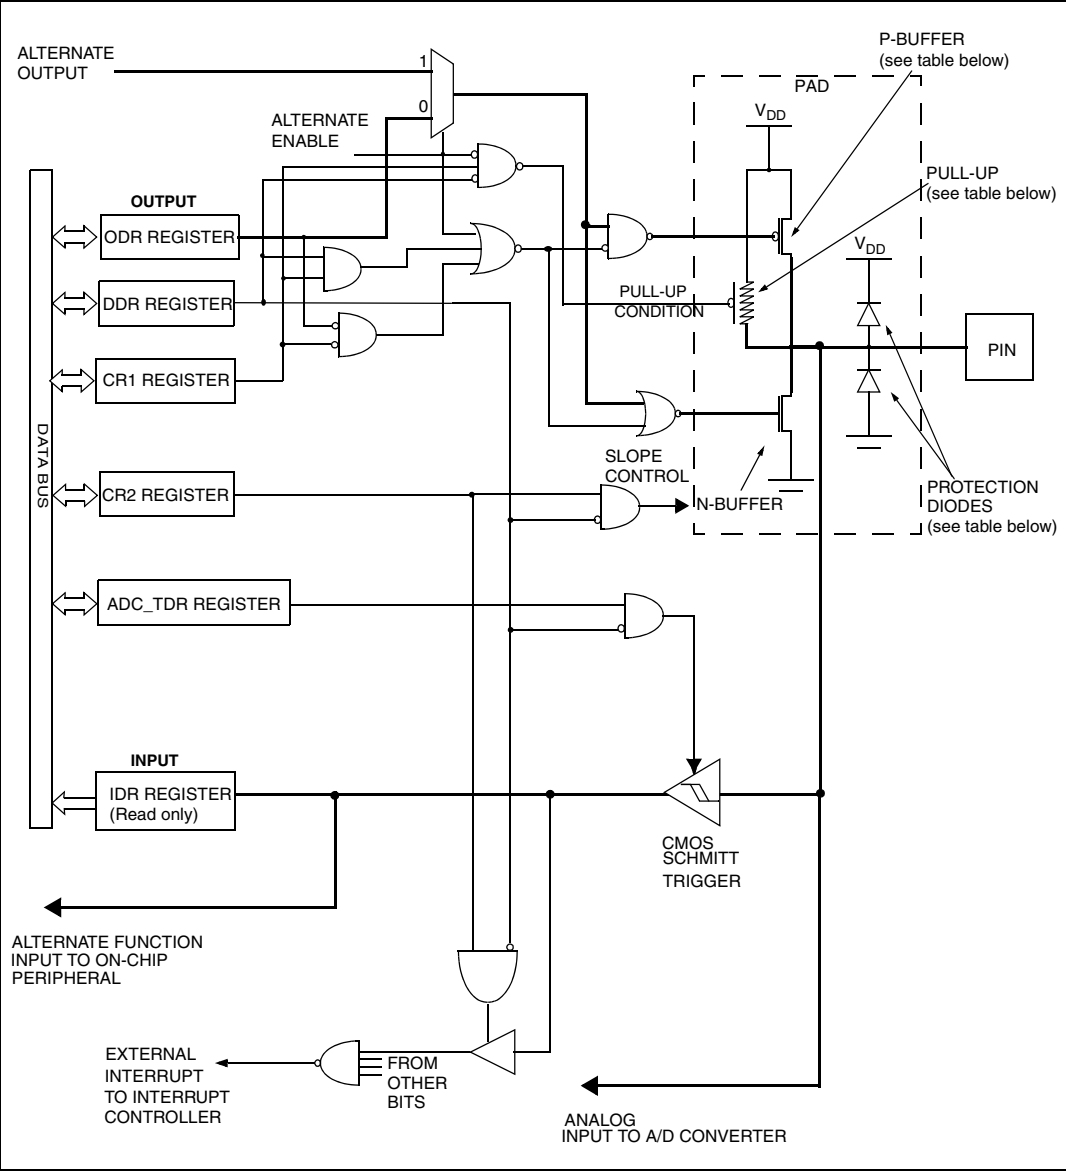 ALTERNATE
OUTPUT
1
0
ALTERNATE
ENABLE
P-BUFFER
(see table below)
PAD
VDD
PULL-UP
(see table below)
VDD
OUTPUT
ODR REGISTER
DDR REGISTER
PULL-UP
CONDITION
PIN
CR1 REGISTER
DATA BUS
SLOPE
CONTROL
CR2 REGISTER
N-BUFFER
PROTECTION
DIODES
(see table below)
ADC_TDR REGISTER
INPUT
IDR REGISTER
(Read only)
CMOS
SCHMITT
TRIGGER
ALTERNATE FUNCTION
INPUT TO ON-CHIP
PERIPHERAL
EXTERNAL
INTERRUPT
TO INTERRUPT
CONTROLLER
FROM
OTHER
BITS
ANALOG
INPUT TO A/D CONVERTER